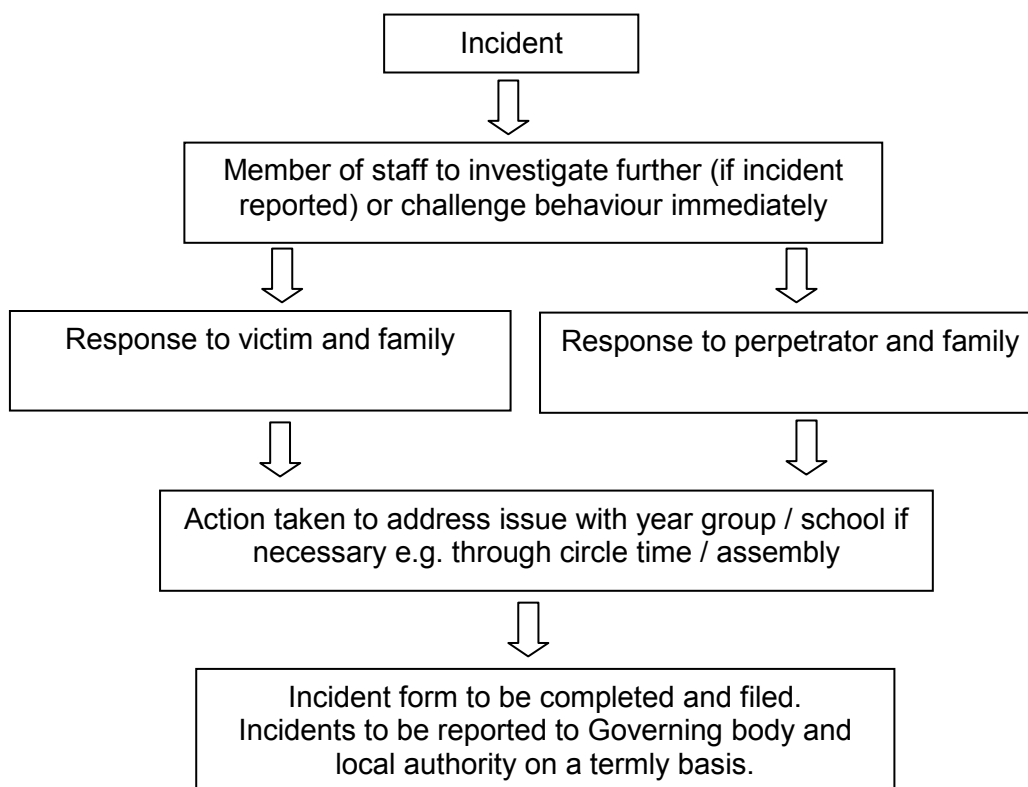 Incident
Member of staff to investigate further (if incident
reported) or challenge behaviour immediately
Response to victim and family
Response to perpetrator and family
Action taken to address issue with year group / school if
necessary e.g. through circle time / assembly
Incident form to be completed and filed.
Incidents to be reported to Governing body and
local authority on a termly basis.